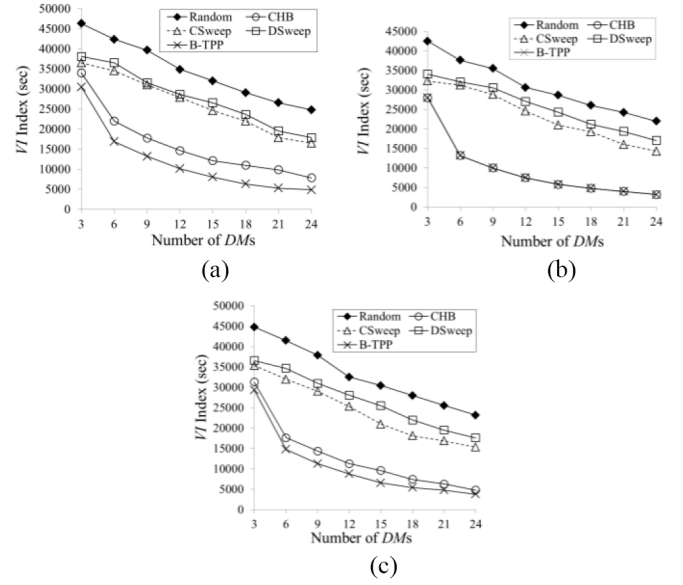 50000
45000
40000
35000
30000
25000
20000
15000
10000
5000
0
VI Index (sec)
Random CHB
CSweep DSweep
B-TPP
3 6 9 12 15 18 21 24
Number of DMs
(a)
45000
40000
35000
30000
25000
20000
15000
10000
5000
0
VI Index (sec)
Random CHB
CSweep DSweep
B-TPP
3 6 9 12 15 18 21 24
Number of DMs
(b)
50000
45000
40000
35000
30000
25000
20000
15000
10000
5000
0
VI Index (sec)
Random CHB
CSweep DSweep
B-TPP
3 6 9 12 15 18 21 24
Number of DMs
(c)